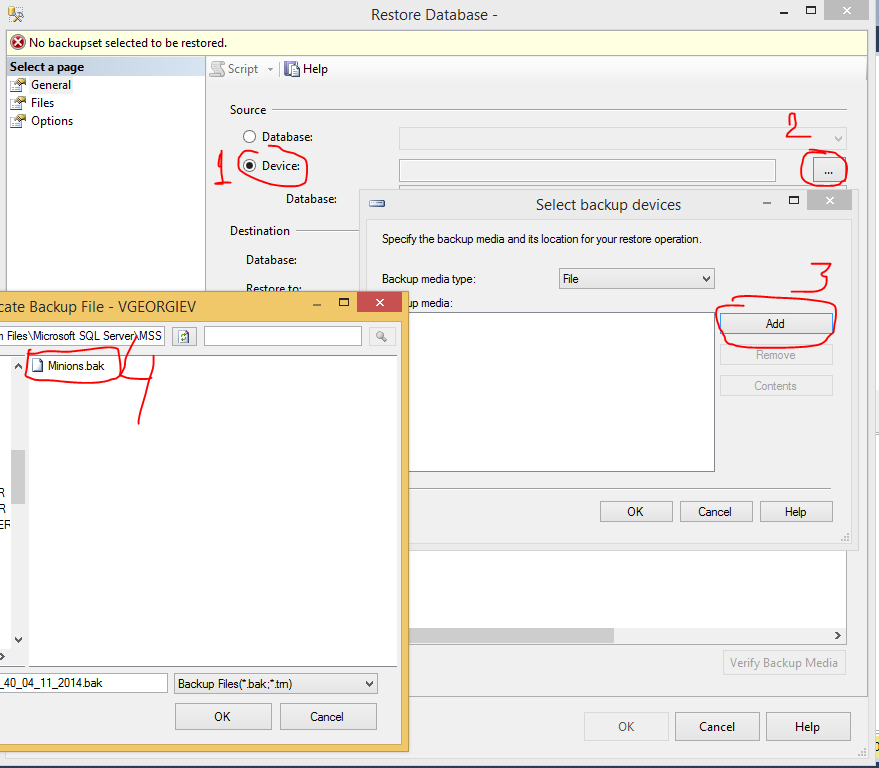 Restore Database -
No backupset selected to be restored.
Select a page
General
Files
Options
Script
Help
Source
Database:
2
1
Device:
...
Database:
Destination
Database:
Restore to:
Select backup devices
Specify the backup media and its location for your restore operation.
Backup media type:
File
3
up media:
Add
Remove
Contents
OK
Cancel
Help
cate Backup File - VGEORGIEV
Files\Microsoft SQL Server\MSS
Minions.bak
4
R
R
ER
_40_04_11_2014.bak
Backup Files(*.bak;*.trn)
OK
Cancel
Verify Backup Media
OK
Cancel
Help